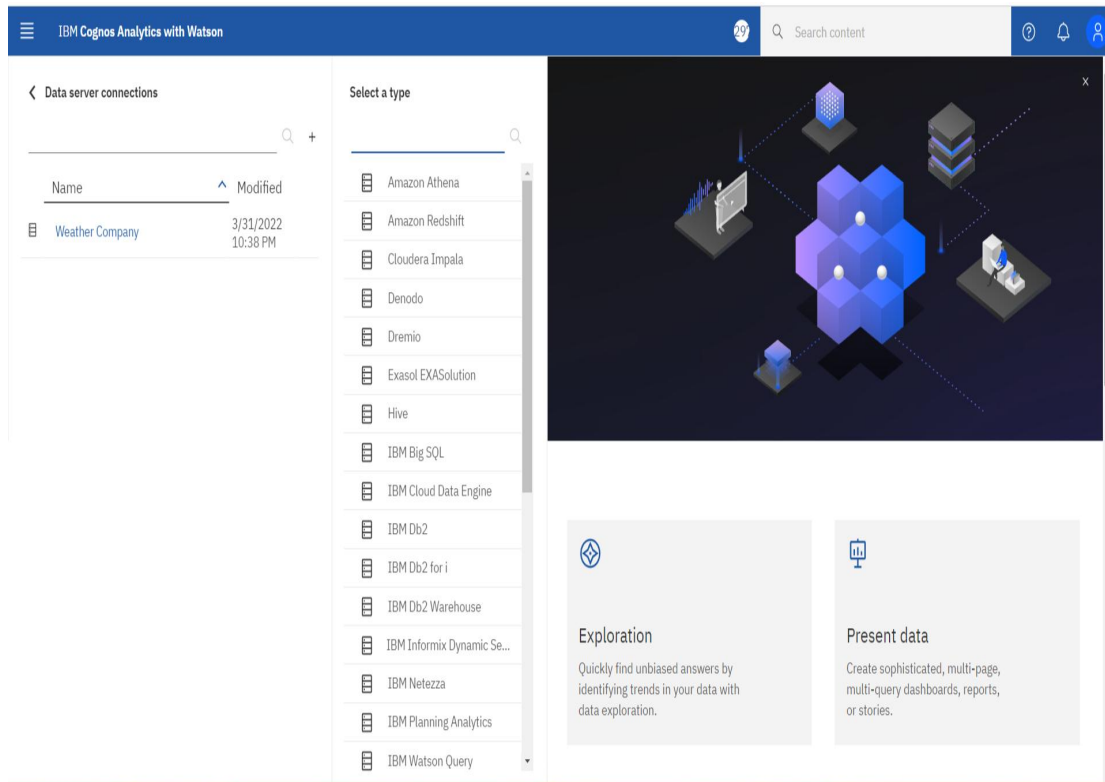 IBM Cognos Analytics with Watson
29
Search content
Data server connections
Name
Modified
Weather Company
3/31/2022
10:38 PM
Select a type
Amazon Athena
Amazon Redshift
Cloudera Impala
Denodo
Dremio
Exasol EXASolution
Hive
IBM Big SQL
IBM Cloud Data Engine
IBM Db2
IBM Db2 for i
IBM Db2 Warehouse
IBM Informix Dynamic Se...
IBM Netezza
IBM Planning Analytics
IBM Watson Query
Exploration
Quickly find unbiased answers by
identifying trends in your data with
data exploration.
Present data
Create sophisticated, multi-page,
multi-query dashboards, reports,
or stories.